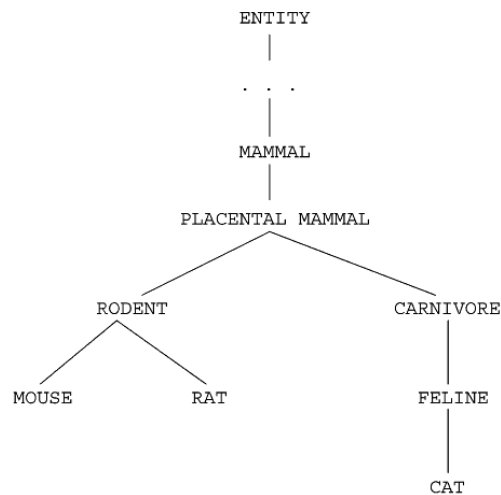 ENTITY
. . .
MAMMAL
PLACENTAL MAMMAL
RODENT CARNIVORE
MOUSE RAT FELINE
CAT